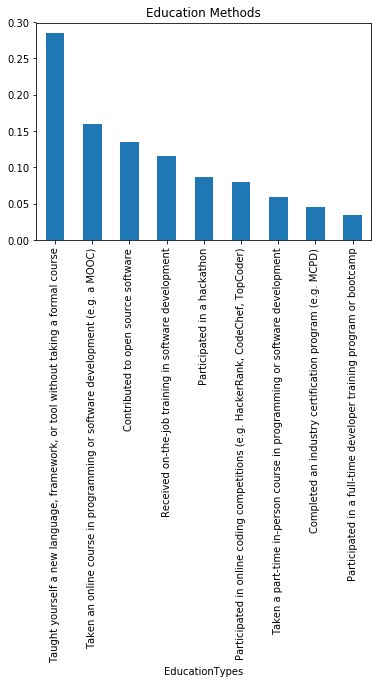 Education Methods
0.30
0.25
0.20
0.15
0.10
0.05
0.00
Taught yourself a new language, framework, or tool without taking a formal course
Taken an online course in programming or software development (e.g. a MOOC)
Contributed to open source software
Received on-the-job training in software development
Participated in a hackathon
Participated in online coding competitions (e.g. HackerRank, CodeChef, TopCoder)
Taken a part-time in-person course in programming or software development
Completed an industry certification program (e.g. MCPD)
Participated in a full-time developer training program or bootcamp
EducationTypes